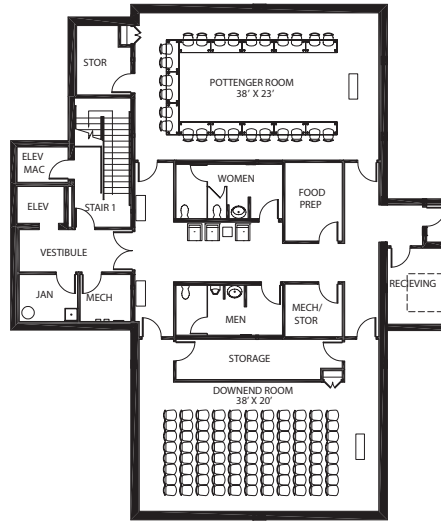 STOR
POTTENGER ROOM
38' X 23'
ELEV
MAC
WOMEN
FOOD
PREP
ELEV
STAIR 1
VESTIBULE
RECIEVING
JAN
MECH
MEN
MECH/
STOR
STORAGE
DOWNEND ROOM
38' X 20'